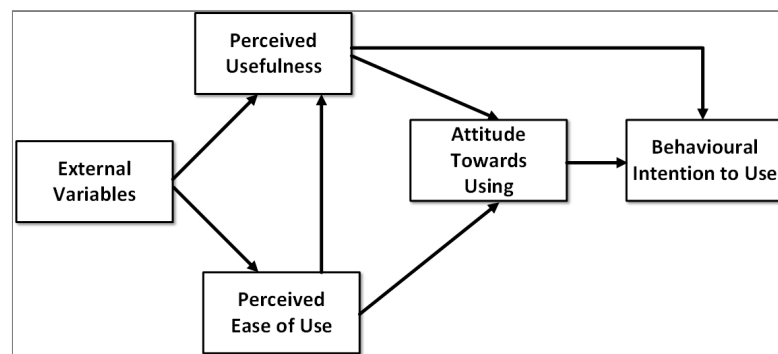 Perceived
Usefulness
External
Variables
Attitude
Towards
Using
Behavioural
Intention to Use
Perceived
Ease of Use